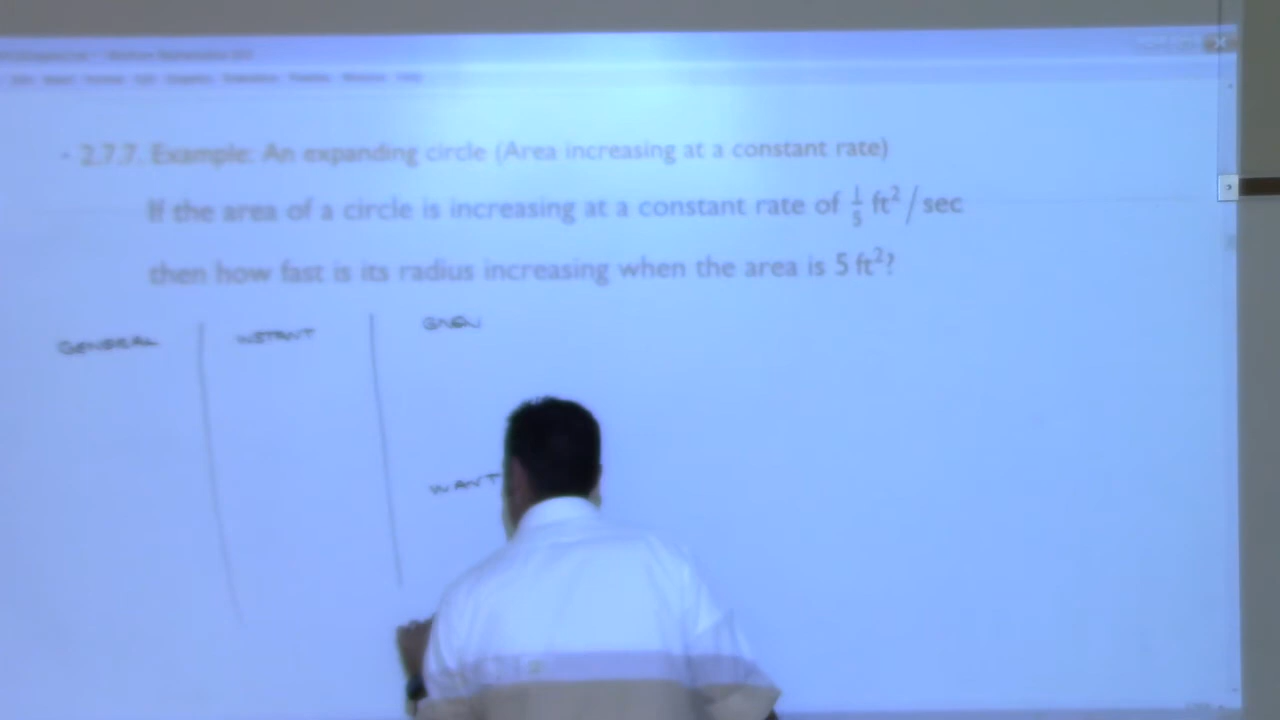 2.7.7. Example: An expanding circle (Area increasing at a constant rate)
If the area of a circle is increasing at a constant rate of 1/5 ft²/sec
then how fast is its radius increasing when the area is 5 ft²?
GENERAL INSTANT GIVEN
WANT